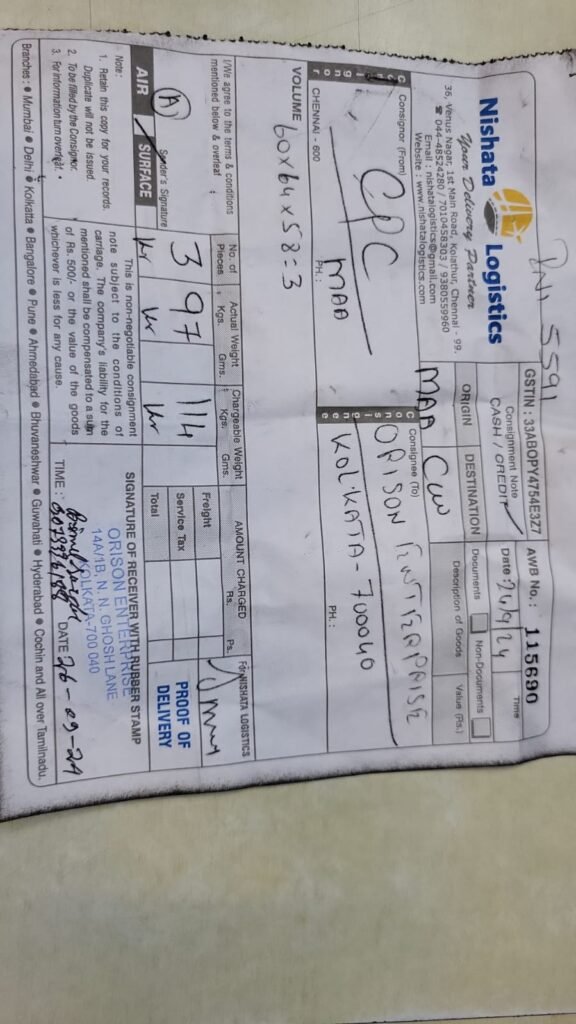 PNI 5591
Nishata Logistics
Your Delivery Partner
36, Venus Nagar, 1st Main Road, Kolathur, Chennai - 99.
☎ 044-48524280 / 7010458303 / 9380559960
Email : nishatalogistics@gmail.com
Website : www.nishatalogistics.com
GSTIN : 33ABOPY4754E3Z7
Consignment Note
CASH / CREDIT
AWB No.: 115690
Date : 24/9/24
Time
ORIGIN
DESTINATION
MAA
CCU
Documents
Non-Documents
Description of Goods
Value (Rs.)
Consignor (From)
CPC
MAA
CHENNAI - 600
PH. :
Consignee (To)
ORISON ENTERPRISE
KOLKATA - 700040
PH. :
VOLUME 60x64x58=3
I/We agree to the terms & conditions
mentioned below & overleaf
Sender's Signature
No. of
Pieces
Actual Weight
Kgs. Gms.
Chargeable Weight
Kgs. Gms.
AMOUNT CHARGED
Rs. Ps.
For NISHATA LOGISTICS
3
97
114
Freight
Service Tax
Total
AIR
SURFACE
PROOF OF
DELIVERY
Note :
1. Retain this copy for your records.
Duplicate will not be issued.
2. To be filled by the Consignor.
3. For information turn overleaf.
This is non-negotiable consignment
note subject to the conditions of
carriage. The company's liability for the
mentioned shall be compensated to a sum
of Rs. 500/- or the value of the goods
whichever is less for any cause.
SIGNATURE OF RECEIVER WITH RUBBER STAMP
ORISON ENTERPRISE
14A/1B, N. N. GHOSH LANE
KOLKATA-700 040
TIME :
DATE 26-09-24
Branches : ● Mumbai ● Delhi ● Kolkatta ● Bangalore ● Pune ● Ahmedabad ● Bhuvaneshwar ● Guwahati ● Hyderabad ● Cochin and All over Tamilnadu.